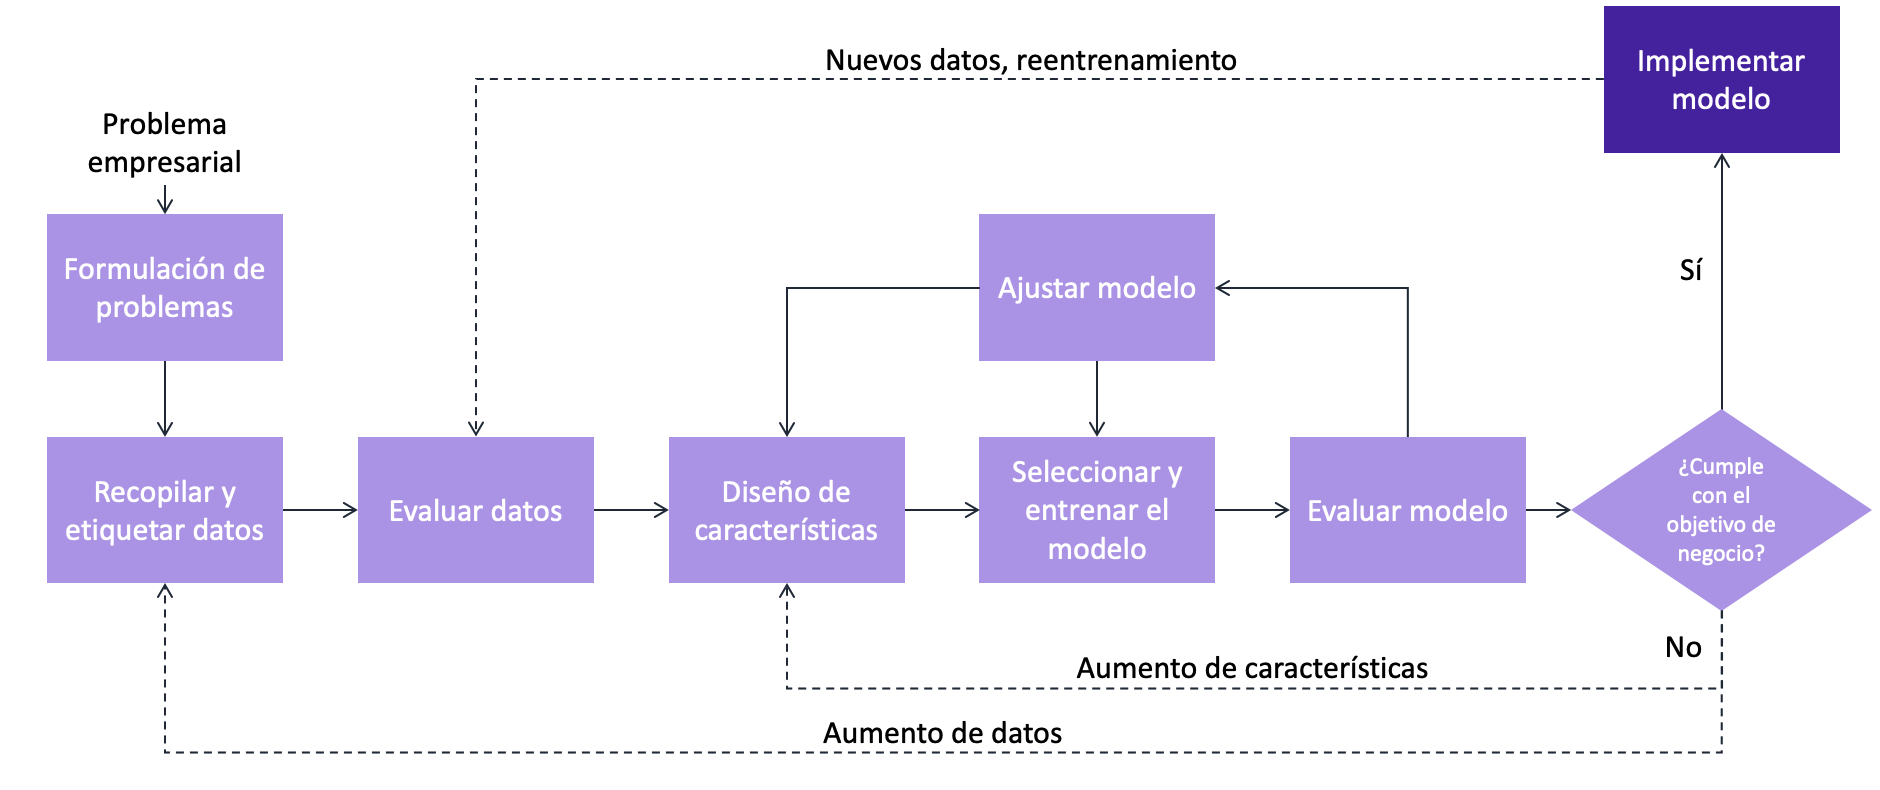 Implementar
modelo
Nuevos datos, reentrenamiento
Problema
empresarial
Formulación de
problemas
Ajustar modelo
Sí
Recopilar y
etiquetar datos
Evaluar datos
Diseño de
características
Seleccionar y
entrenar el
modelo
Evaluar modelo
¿Cumple
con el
objetivo de
negocio?
No
Aumento de características
Aumento de datos